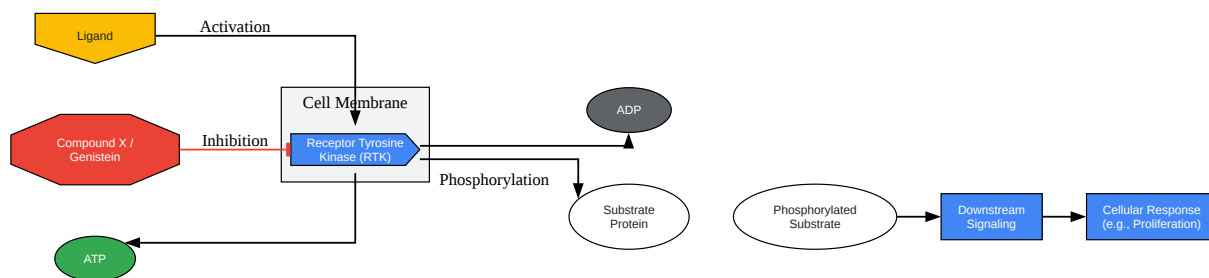 Ligand
Activation
Cell Membrane
ADP
Compound X /
Genistein
Inhibition
Receptor Tyrosine
Kinase (RTK)
Phosphorylation
Substrate
Protein
Phosphorylated
Substrate
Downstream
Signaling
Cellular Response
(e.g., Proliferation)
ATP